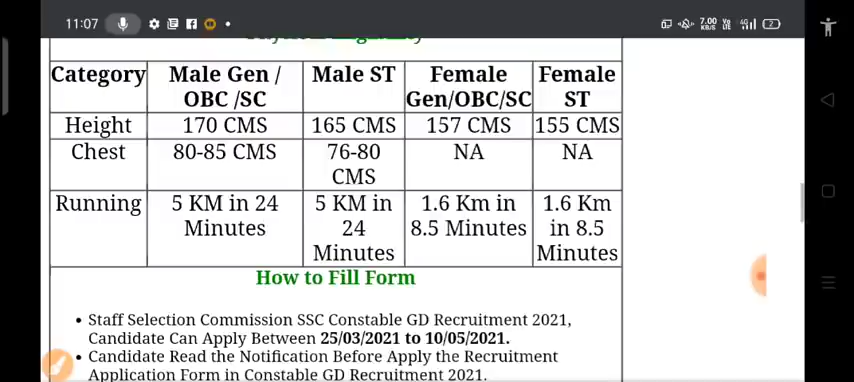 11:07
7.00 KB/S
4G
2
Category Male Gen / OBC /SC Male ST Female Gen/OBC/SC Female ST
Height 170 CMS 165 CMS 157 CMS 155 CMS
Chest 80-85 CMS 76-80 CMS NA NA
Running 5 KM in 24 Minutes 5 KM in 24 Minutes 1.6 Km in 8.5 Minutes 1.6 Km in 8.5 Minutes
How to Fill Form
• Staff Selection Commission SSC Constable GD Recruitment 2021,
Candidate Can Apply Between 25/03/2021 to 10/05/2021.
• Candidate Read the Notification Before Apply the Recruitment
Application Form in Constable GD Recruitment 2021.